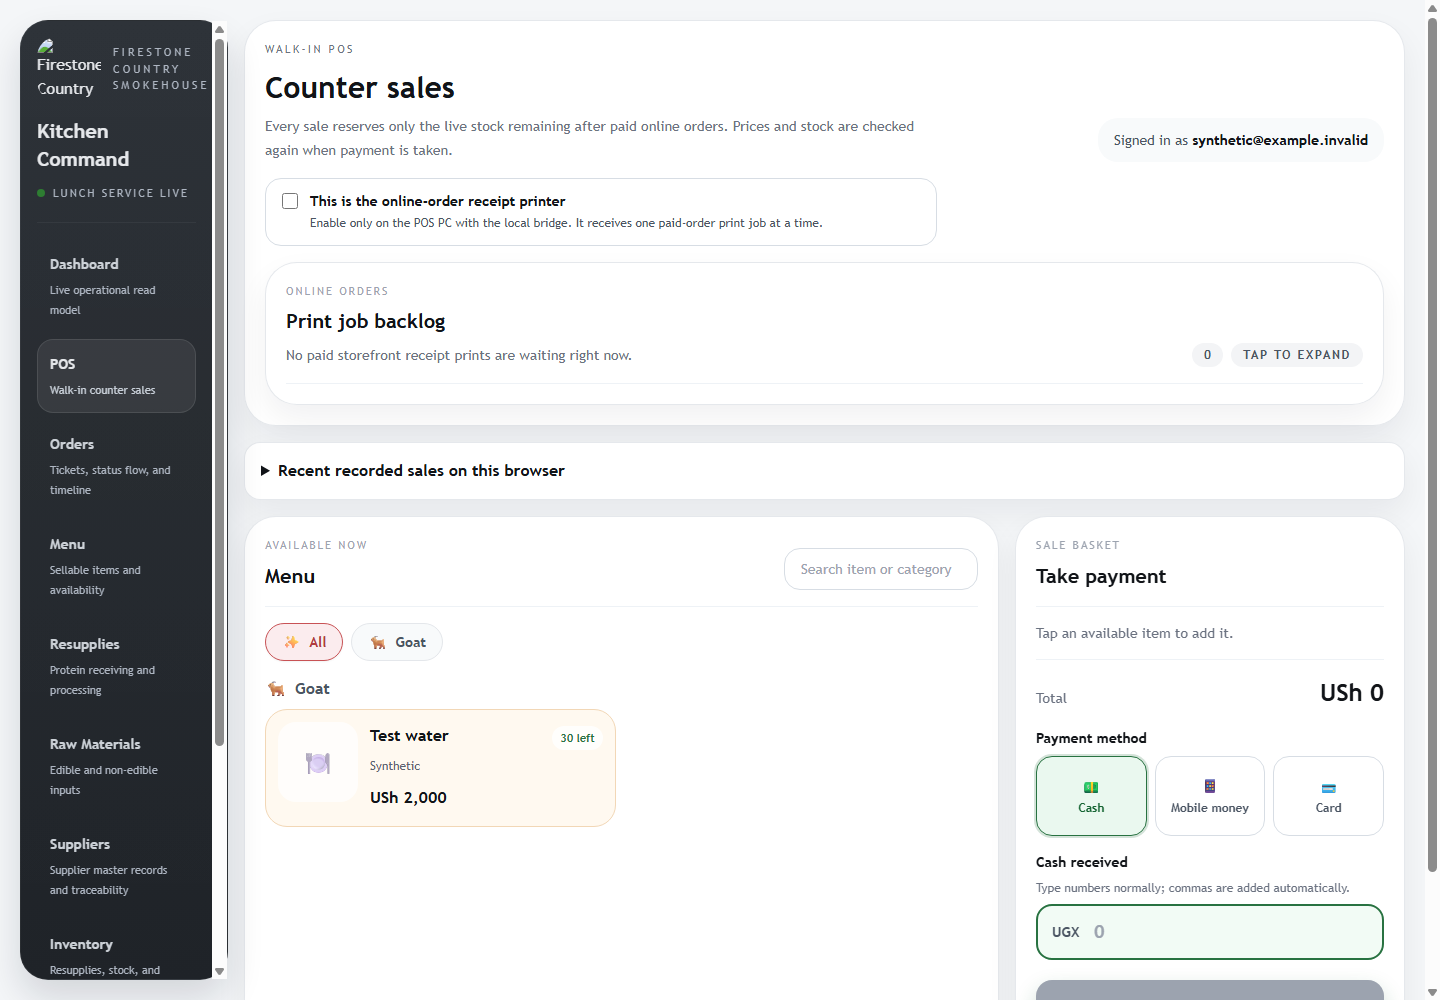 Firestone
Country
FIRESTONE
COUNTRY
SMOKEHOUSE
Kitchen
Command
LUNCH SERVICE LIVE
Dashboard
Live operational read
model
POS
Walk-in counter sales
Orders
Tickets, status flow, and
timeline
Menu
Sellable items and
availability
Resupplies
Protein receiving and
processing
Raw Materials
Edible and non-edible
inputs
Suppliers
Supplier master records
and traceability
Inventory
Resupplies, stock, and
WALK-IN POS
Counter sales
Every sale reserves only the live stock remaining after paid online orders. Prices and stock are checked
again when payment is taken.
Signed in as synthetic@example.invalid
This is the online-order receipt printer
Enable only on the POS PC with the local bridge. It receives one paid-order print job at a time.
ONLINE ORDERS
Print job backlog
No paid storefront receipt prints are waiting right now.
0
TAP TO EXPAND
Recent recorded sales on this browser
AVAILABLE NOW
Menu
Search item or category
All
Goat
Goat
Test water
30 left
Synthetic
USh 2,000
SALE BASKET
Take payment
Tap an available item to add it.
Total
USh 0
Payment method
Cash
Mobile money
Card
Cash received
Type numbers normally; commas are added automatically.
UGX 0